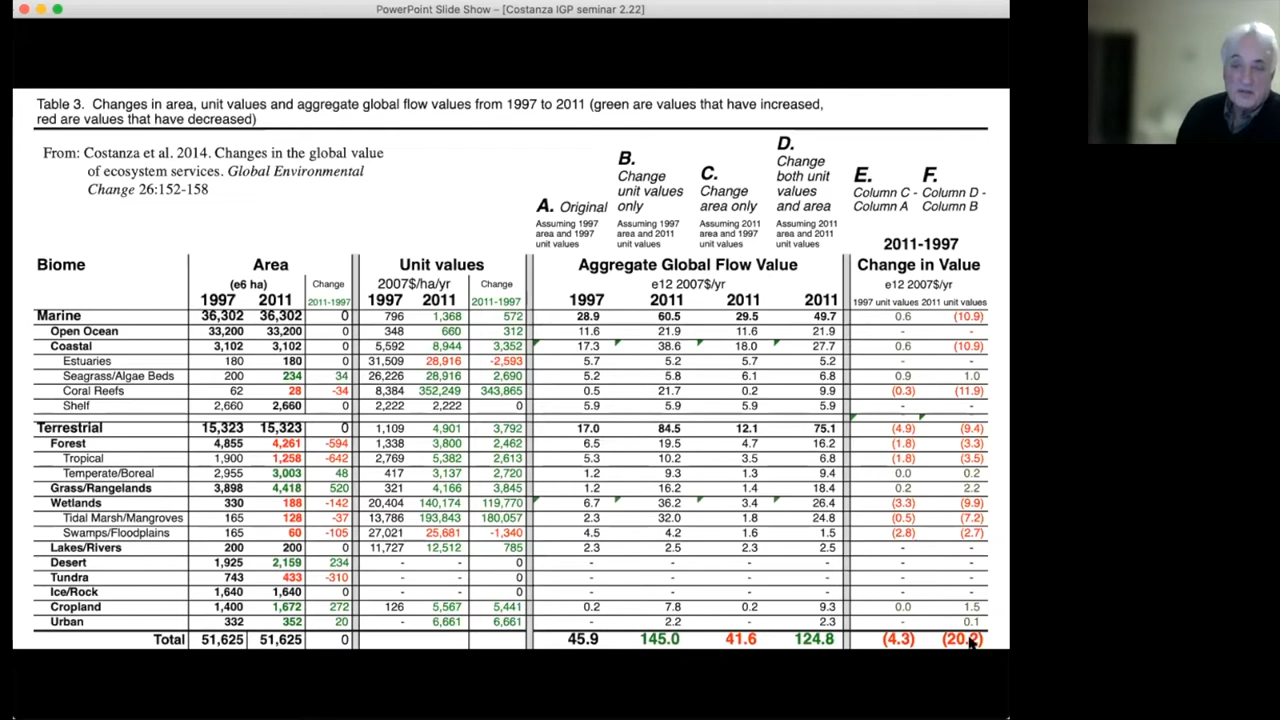 PowerPoint Slide Show – [Costanza IGP seminar 2.22]
Table 3. Changes in area, unit values and aggregate global flow values from 1997 to 2011 (green are values that have increased,
red are values that have decreased)
From: Costanza et al. 2014. Changes in the global value
of ecosystem services. Global Environmental
Change 26:152-158
A. Original
Assuming 1997
area and 1997
unit values
B.
Change
unit values
only
Assuming 1997
area and 2011
unit values
C.
Change
area only
Assuming 2011
area and 1997
unit values
D.
Change
both unit
values
and area
Assuming 2011
area and 2011
unit values
E.
Column C -
Column A
F.
Column D -
Column B
2011-1997
Biome Area Unit values Aggregate Global Flow Value Change in Value
(e6 ha) Change 2007$/ha/yr Change e12 2007$/yr e12 2007$/yr
1997 2011 2011-1997 1997 2011 2011-1997 1997 2011 2011 2011 1997 unit values 2011 unit values
Marine 36,302 36,302 0 796 1,368 572 28.9 60.5 29.5 49.7 0.6 (10.9)
Open Ocean 33,200 33,200 0 348 660 312 11.6 21.9 11.6 21.9 - -
Coastal 3,102 3,102 0 5,592 8,944 3,352 17.3 38.6 18.0 27.7 0.6 (10.9)
Estuaries 180 180 0 31,509 28,916 -2,593 5.7 5.2 5.7 5.2 - -
Seagrass/Algae Beds 200 234 34 26,226 28,916 2,690 5.2 5.8 6.1 6.8 0.9 1.0
Coral Reefs 62 28 -34 8,384 352,249 343,865 0.5 21.7 0.2 9.9 (0.3) (11.9)
Shelf 2,660 2,660 0 2,222 2,222 0 5.9 5.9 5.9 5.9 - -
Terrestrial 15,323 15,323 0 1,109 4,901 3,792 17.0 84.5 12.1 75.1 (4.9) (9.4)
Forest 4,855 4,261 -594 1,338 3,800 2,462 6.5 19.5 4.7 16.2 (1.8) (3.3)
Tropical 1,900 1,258 -642 2,769 5,382 2,613 5.3 10.2 3.5 6.8 (1.8) (3.5)
Temperate/Boreal 2,955 3,003 48 417 3,137 2,720 1.2 9.3 1.3 9.4 0.0 0.2
Grass/Rangelands 3,898 4,418 520 321 4,166 3,845 1.2 16.2 1.4 18.4 0.2 2.2
Wetlands 330 188 -142 20,404 140,174 119,770 6.7 36.2 3.4 26.4 (3.3) (9.9)
Tidal Marsh/Mangroves 165 128 -37 13,786 193,843 180,057 2.3 32.0 1.8 24.8 (0.5) (7.2)
Swamps/Floodplains 165 60 -105 27,021 25,681 -1,340 4.5 4.2 1.6 1.5 (2.8) (2.7)
Lakes/Rivers 200 200 0 11,727 12,512 785 2.3 2.5 2.3 2.5 - -
Desert 1,925 2,159 234 - - 0 - - - - - -
Tundra 743 433 -310 - - 0 - - - - - -
Ice/Rock 1,640 1,640 0 - - 0 - - - - - -
Cropland 1,400 1,672 272 126 5,567 5,441 0.2 7.8 0.2 9.3 0.0 1.5
Urban 332 352 20 - 6,661 6,661 - 2.2 - 2.3 - 0.1
Total 51,625 51,625 0 45.9 145.0 41.6 124.8 (4.3)